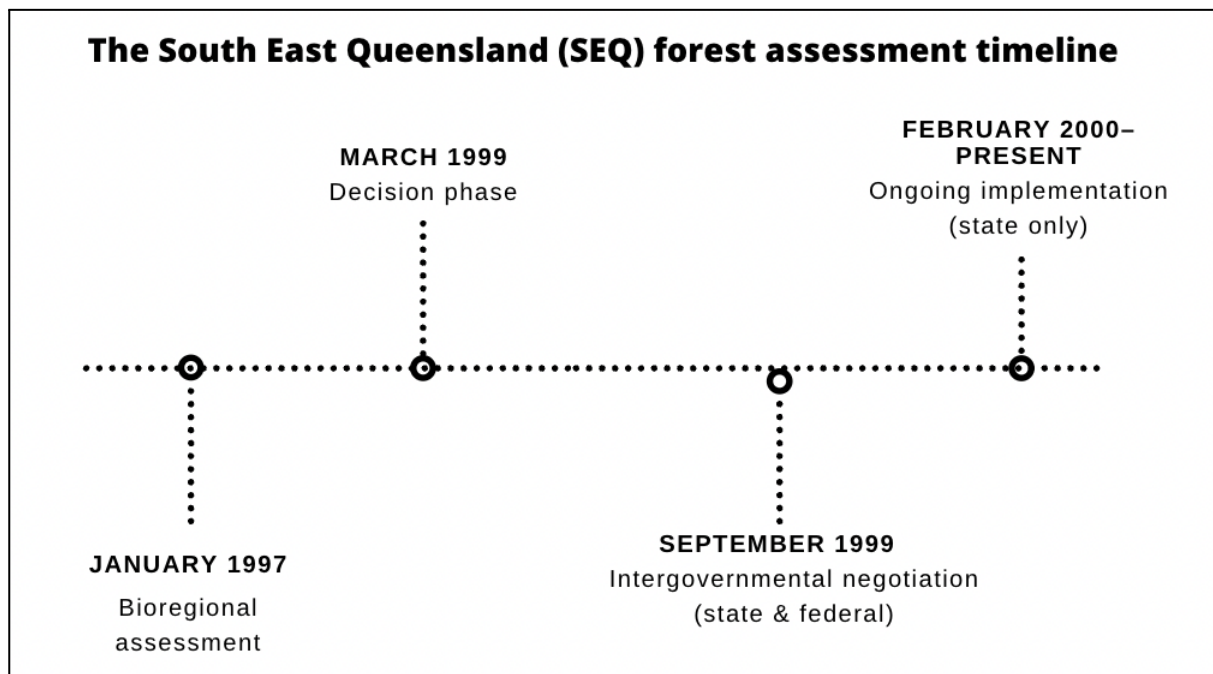 The South East Queensland (SEQ) forest assessment timeline
JANUARY 1997
Bioregional
assessment
MARCH 1999
Decision phase
SEPTEMBER 1999
Intergovernmental negotiation
(state & federal)
FEBRUARY 2000–
PRESENT
Ongoing implementation
(state only)